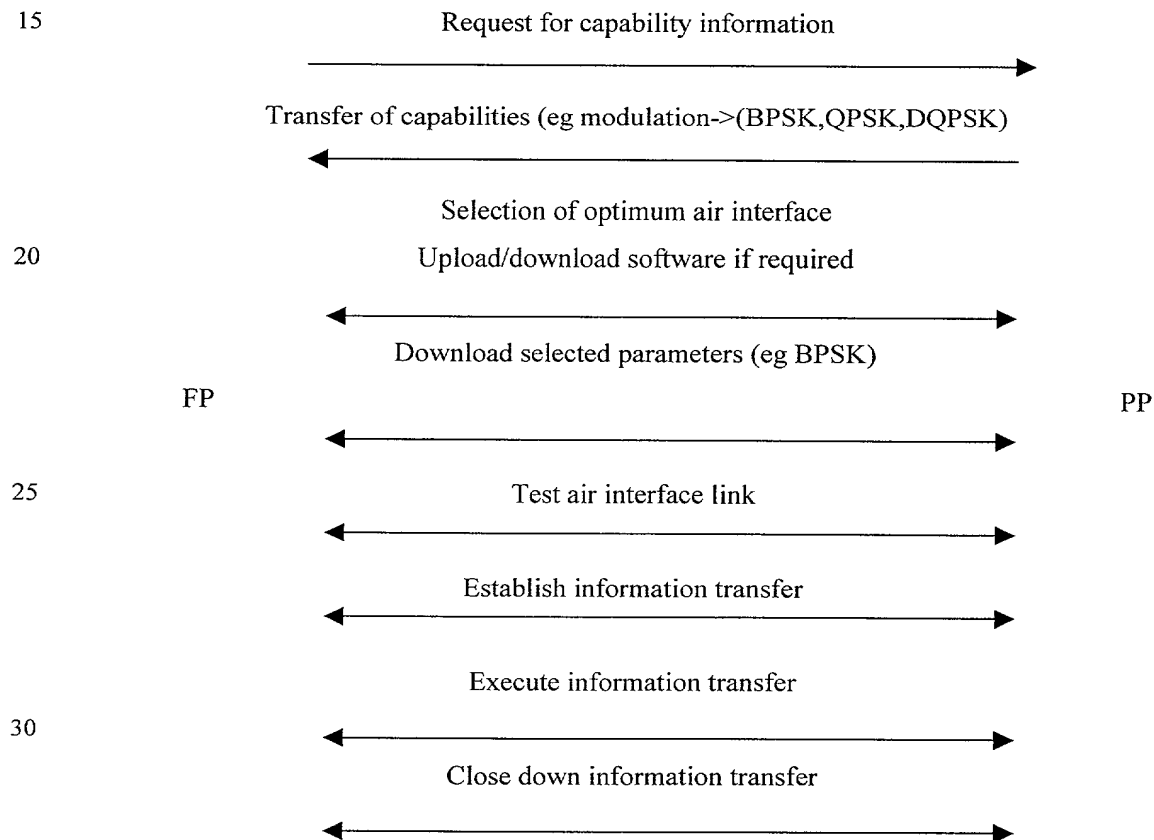 15
Request for capability information
Transfer of capabilities (eg modulation->(BPSK,QPSK,DQPSK)
Selection of optimum air interface
20
Upload/download software if required
Download selected parameters (eg BPSK)
FP
PP
25
Test air interface link
Establish information transfer
Execute information transfer
30
Close down information transfer